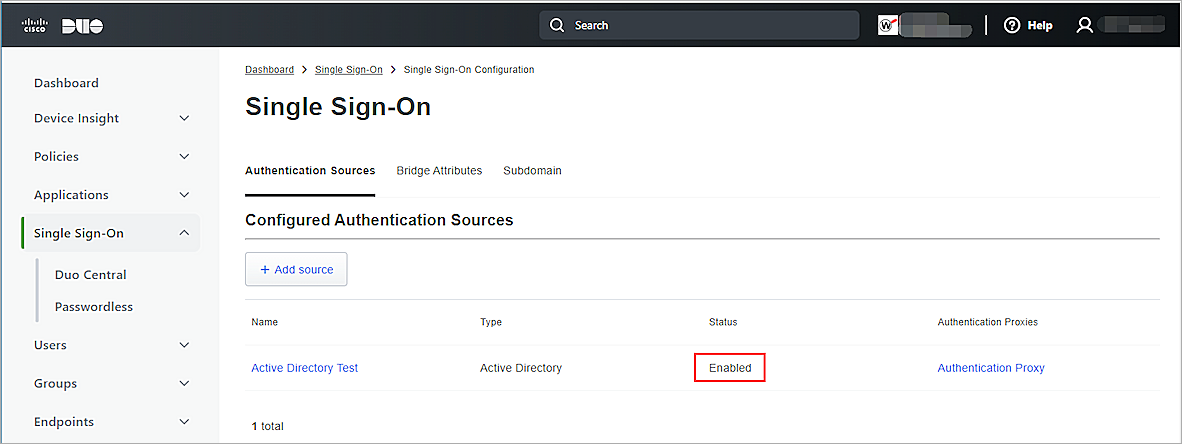 cisco DUO Search W Help
Dashboard
Device Insight
Policies
Applications
Single Sign-On
Duo Central
Passwordless
Users
Groups
Endpoints
Dashboard > Single Sign-On > Single Sign-On Configuration
Single Sign-On
Authentication Sources Bridge Attributes Subdomain
Configured Authentication Sources
+ Add source
Name Type Status Authentication Proxies
Active Directory Test Active Directory Enabled Authentication Proxy
1 total